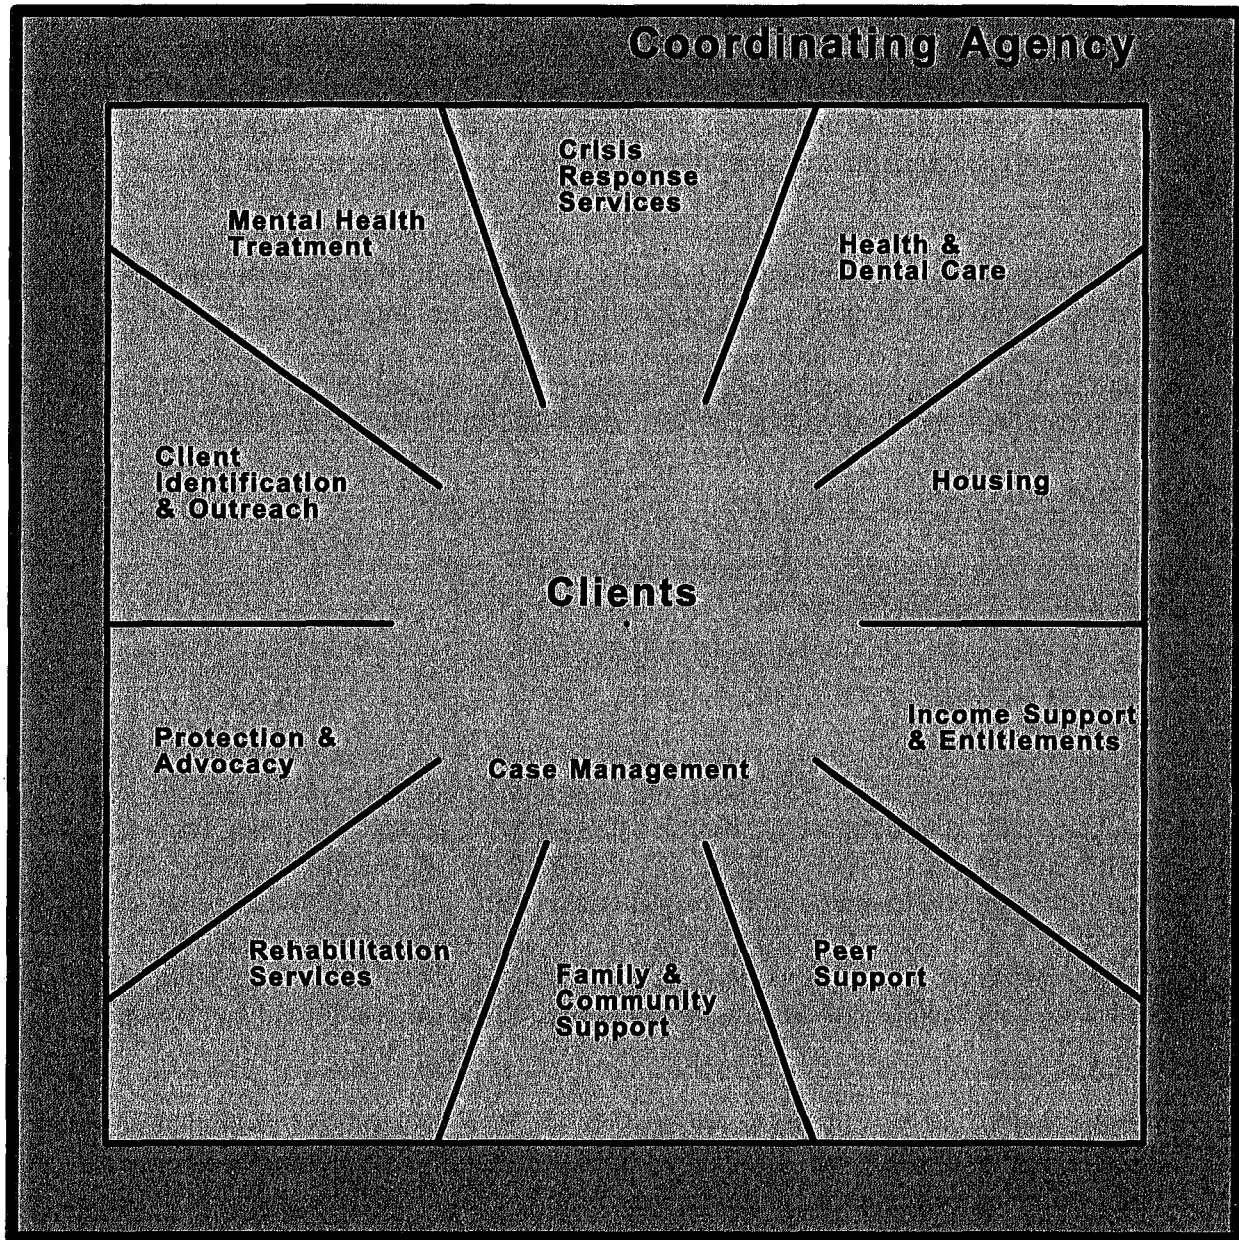 Coordinating Agency
Crisis
Response
Services
Mental Health
Treatment
Health &
Dental Care
Client
Identification
& Outreach
Housing
Clients
Income Support
& Entitlements
Protection &
Advocacy
Case Management
Rehabilitation
Services
Family &
Community
Support
Peer
Support